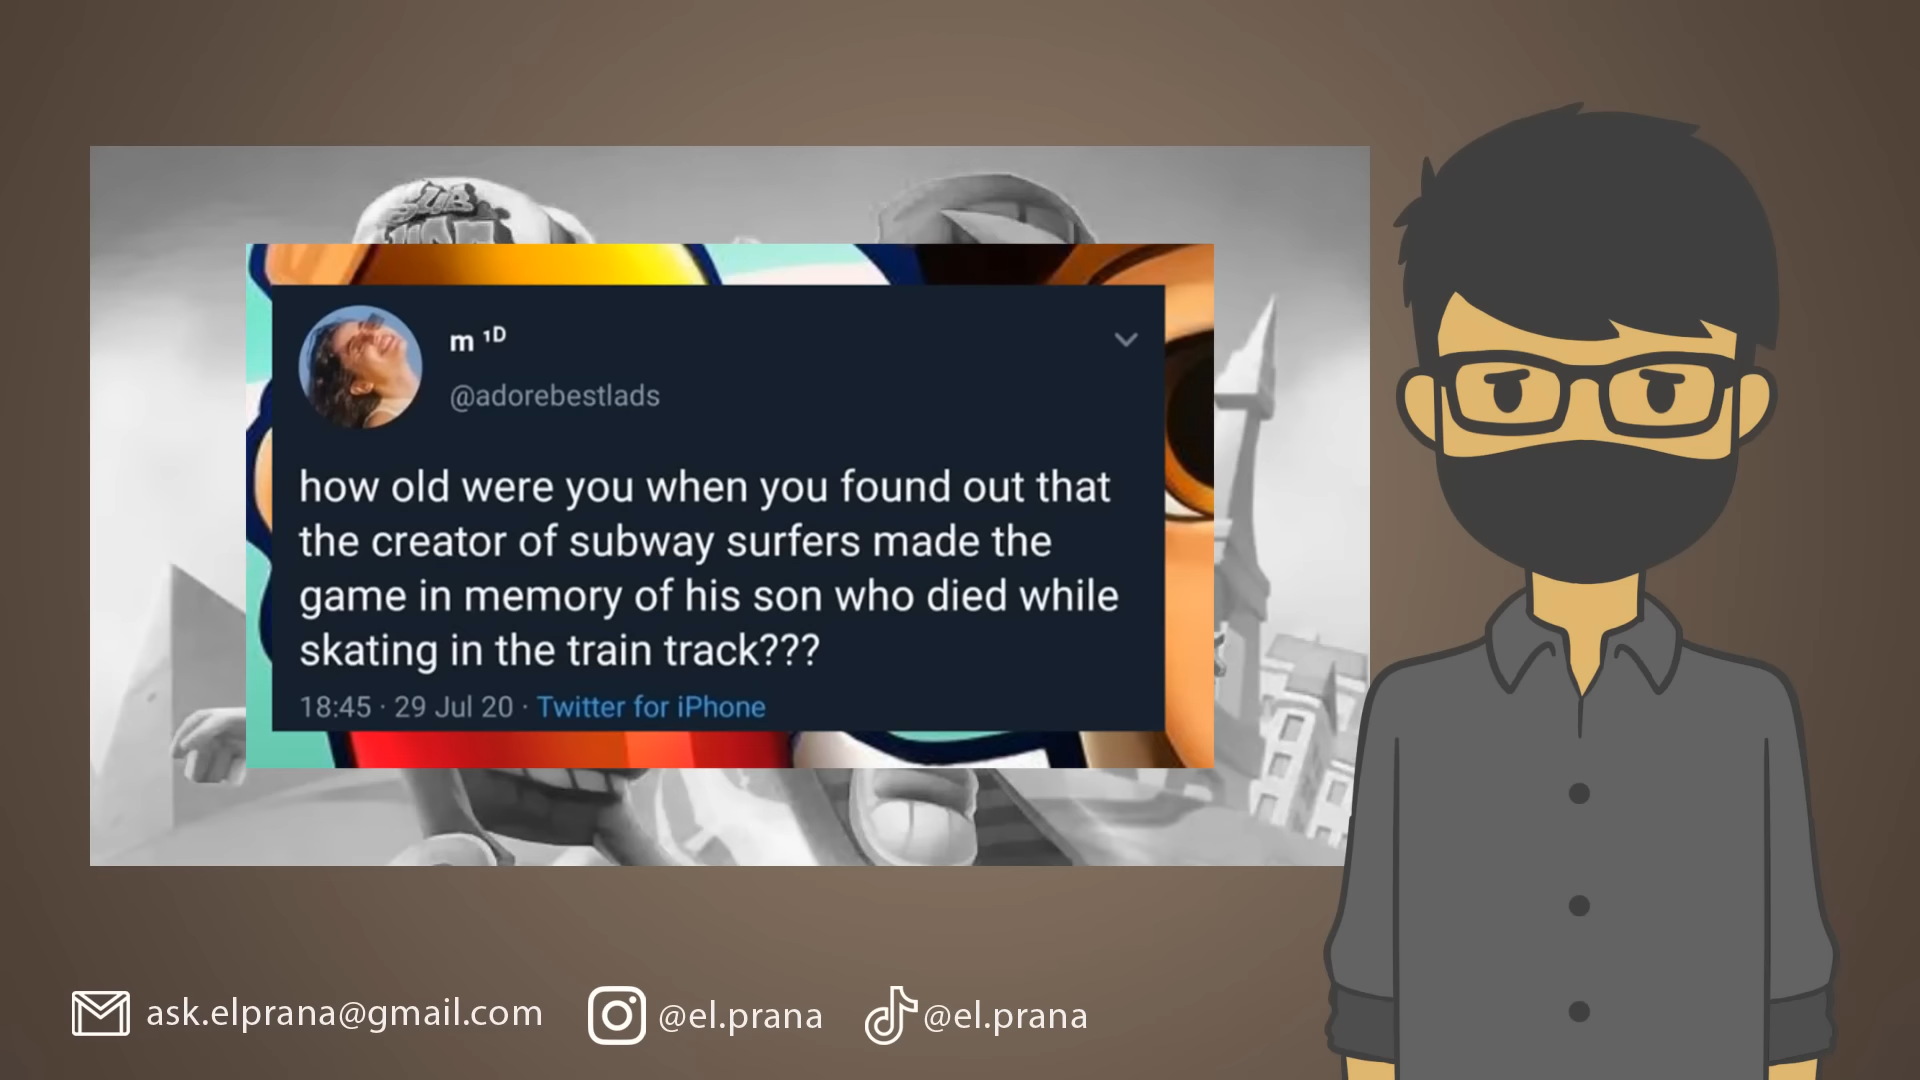 SUB
m ¹ᴰ
@adorebestlads
how old were you when you found out that
the creator of subway surfers made the
game in memory of his son who died while
skating in the train track???
18:45 · 29 Jul 20 · Twitter for iPhone
ask.elprana@gmail.com
@el.prana
@el.prana